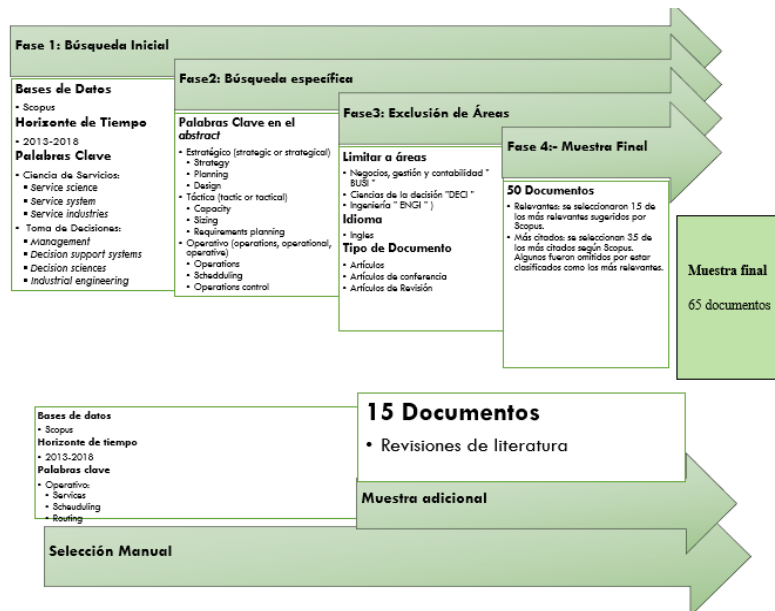 Fase 1: Búsqueda Inicial
Bases de Datos
• Scopus
Horizonte de Tiempo
• 2013-2018
Palabras Clave
• Ciencia de Servicios:
▪ Service science
▪ Service system
▪ Service industries
• Toma de Decisiones:
▪ Management
▪ Decision support systems
▪ Decision sciences
▪ Industrial engineering
Fase2: Búsqueda específica
Palabras Clave en el
abstract
• Estratégico (strategic or strategical)
• Strategy
• Planning
• Design
• Táctica (tactic or tactical)
• Capacity
• Sizing
• Requirements planning
• Operativo (operations, operational,
operative)
• Operations
• Schedduling
• Operations control
Fase3: Exclusión de Áreas
Limitar a áreas
• Negocios, gestión y contabilidad "
BUSI "
• Ciencias de la decisión "DECI "
• Ingeniería " ENGI " )
Idioma
• Ingles
Tipo de Documento
• Artículos
• Artículos de conferencia
• Artículos de Revisión
Fase 4:- Muestra Final
50 Documentos
• Relevantes: se seleccionaron 15 de
los más relevantes sugeridos por
Scopus.
• Más citados: se seleccionan 35 de
los más citados según Scopus.
Algunos fueron omitidos por estar
clasificados como los más relevantes.
Muestra final
65 documentos
Bases de datos
• Scopus
Horizonte de tiempo
• 2013-2018
Palabras clave
• Operativo:
• Services
• Scheuduling
• Routing
15 Documentos
• Revisiones de literatura
Muestra adicional
Selección Manual